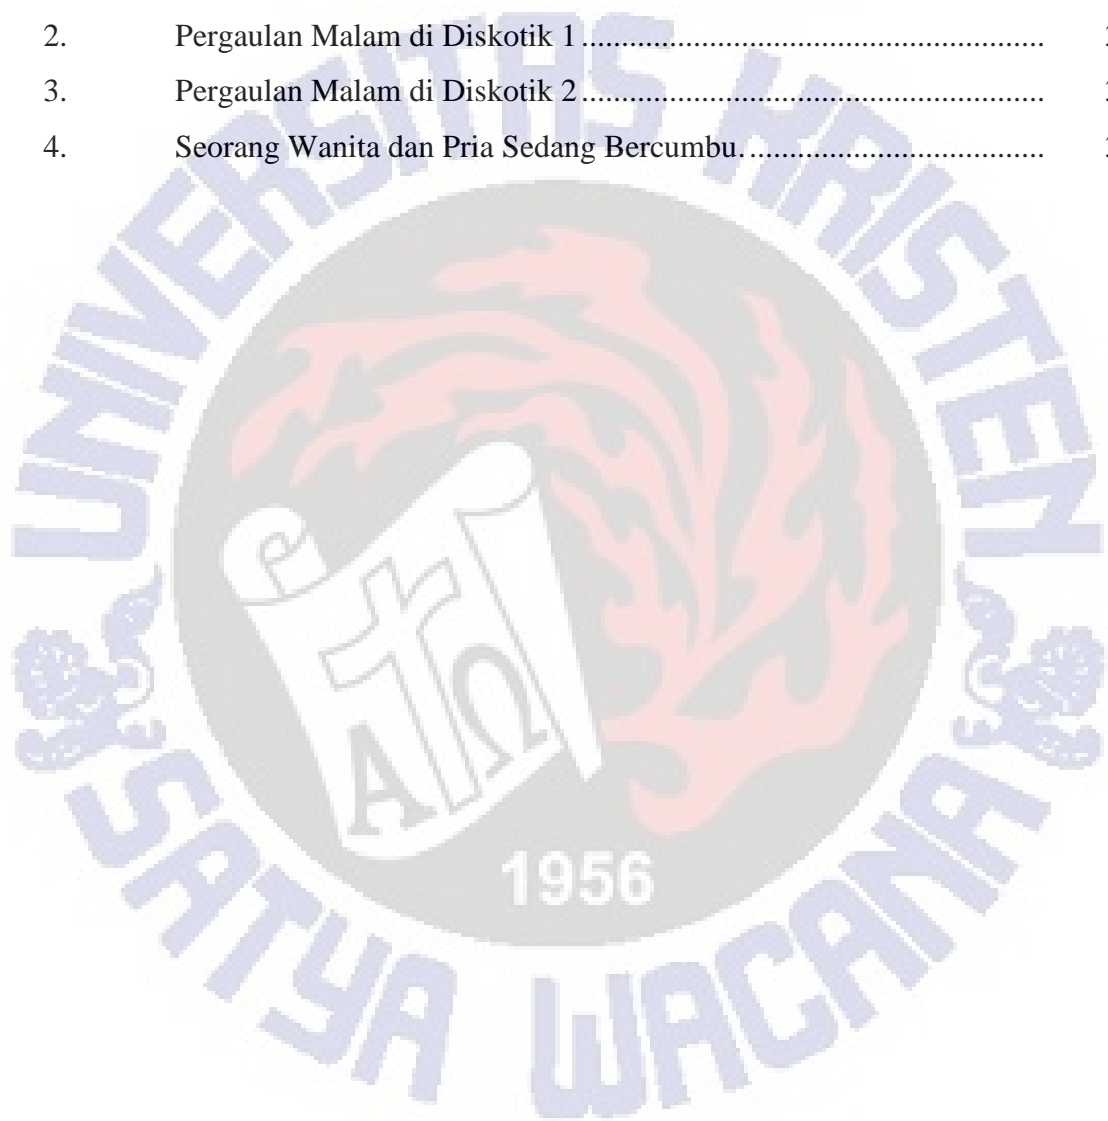 2. Pergaulan Malam di Diskotik 1 ...........................................................
3. Pergaulan Malam di Diskotik 2 ...........................................................
4. Seorang Wanita dan Pria Sedang Bercumbu. ......................................
UNIVERSITAS KRISTEN
SATYA WACANA
A Ω
1956